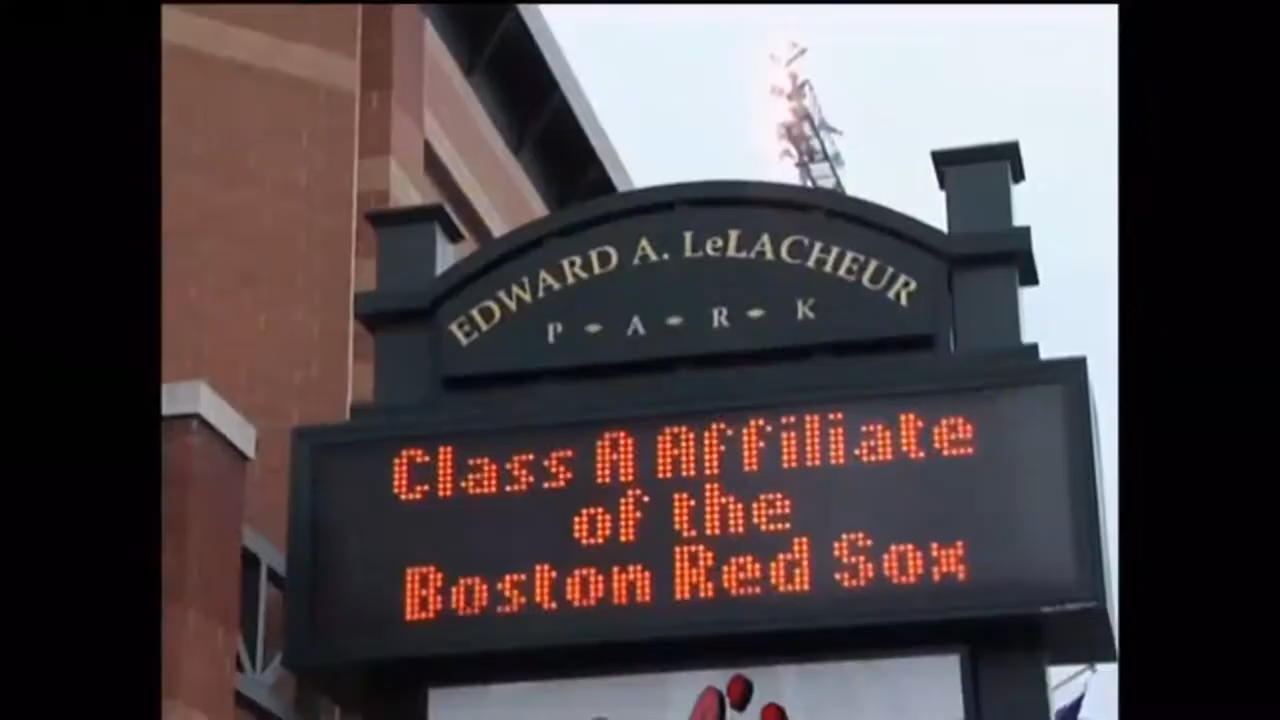 EDWARD A. LeLACHEUR
P A R K
Class A Affiliate
of the
Boston Red Sox